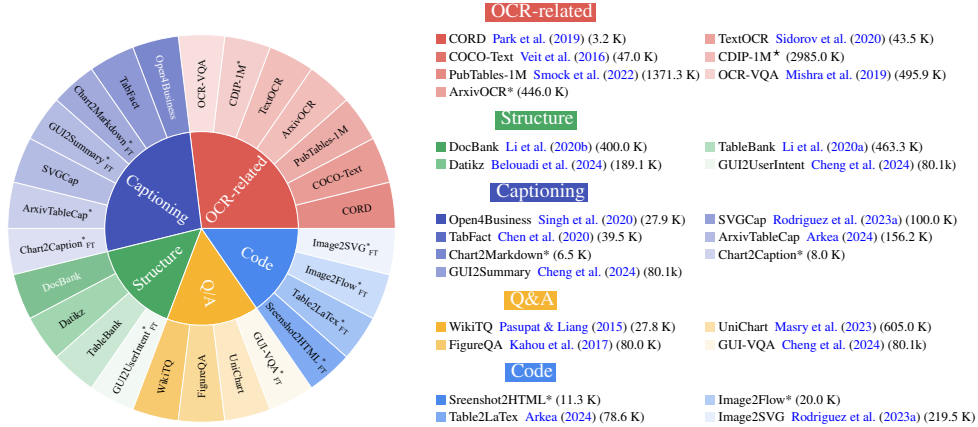 OCR-related
CORD Park et al. (2019) (3.2 K)
TextOCR Sidorov et al. (2020) (43.5 K)
COCO-Text Veit et al. (2016) (47.0 K)
CDIP-1M★ (2985.0 K)
PubTables-1M Smock et al. (2022) (1371.3 K)
OCR-VQA Mishra et al. (2019) (495.9 K)
ArxivOCR* (446.0 K)
Structure
DocBank Li et al. (2020b) (400.0 K)
TableBank Li et al. (2020a) (463.3 K)
Datikz Belouadi et al. (2024) (189.1 K)
GUI2UserIntent Cheng et al. (2024) (80.1k)
Captioning
Open4Business Singh et al. (2020) (27.9 K)
SVGCap Rodriguez et al. (2023a) (100.0 K)
TabFact Chen et al. (2020) (39.5 K)
ArxivTableCap Arkea (2024) (156.2 K)
Chart2Markdown* (6.5 K)
Chart2Caption* (8.0 K)
GUI2Summary Cheng et al. (2024) (80.1k)
Q&A
WikiTQ Pasupat & Liang (2015) (27.8 K)
UniChart Masry et al. (2023) (605.0 K)
FigureQA Kahou et al. (2017) (80.0 K)
GUI-VQA Cheng et al. (2024) (80.1k)
Code
Sreenshot2HTML* (11.3 K)
Image2Flow* (20.0 K)
Table2LaTex Arkea (2024) (78.6 K)
Image2SVG Rodriguez et al. (2023a) (219.5 K)
OCR-related
Captioning
Structure
Q/A
Code
CORD
COCO-Text
PubTables-1M
ArxivOCR
TextOCR
CDIP-1M*
OCR-VQA
Open4Business
TabFact
Chart2Markdown*FT
GUI2Summary*FT
SVGCap
ArxivTableCap*
Chart2Caption*FT
DocBank
Datikz
TableBank
GUI2UserIntent*FT
WikiTQ
FigureQA
UniChart
GUI-VQA*FT
Sreenshot2HTML*FT
Table2LaTex*FT
Image2Flow*FT
Image2SVG*FT